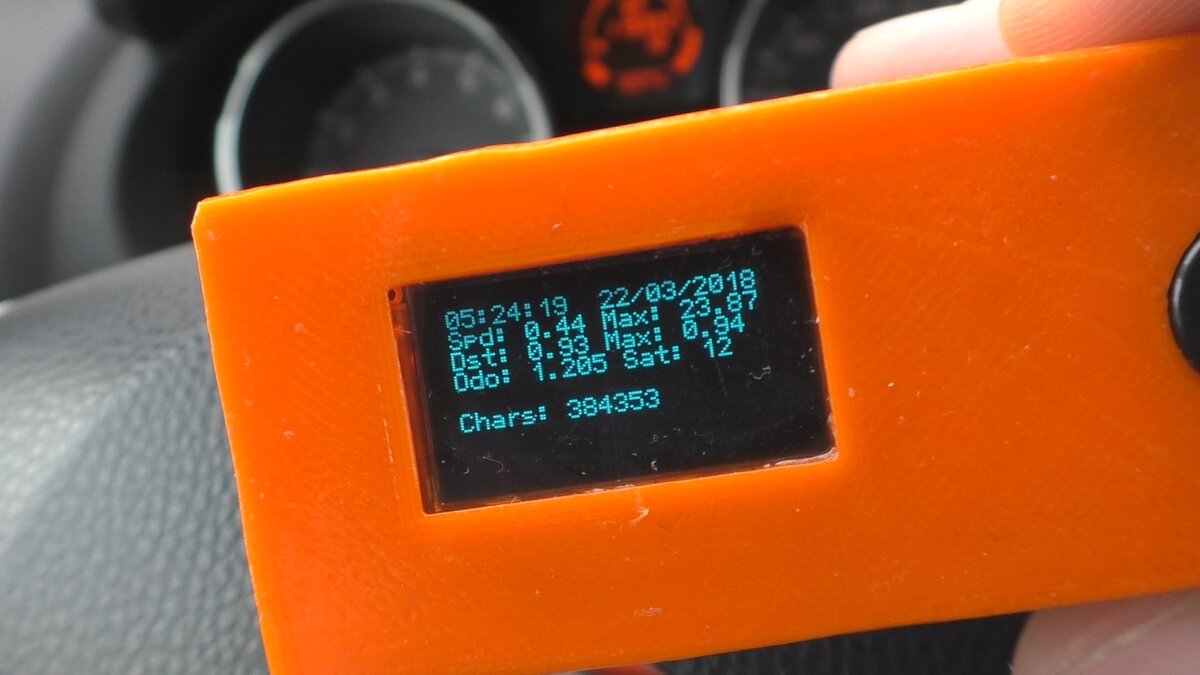 05:24:19 22/03/2018
Spd: 0.44 Max: 23.87
Dst: 0.93 Max: 0.94
Odo: 1.205 Sat: 12
Chars: 384353